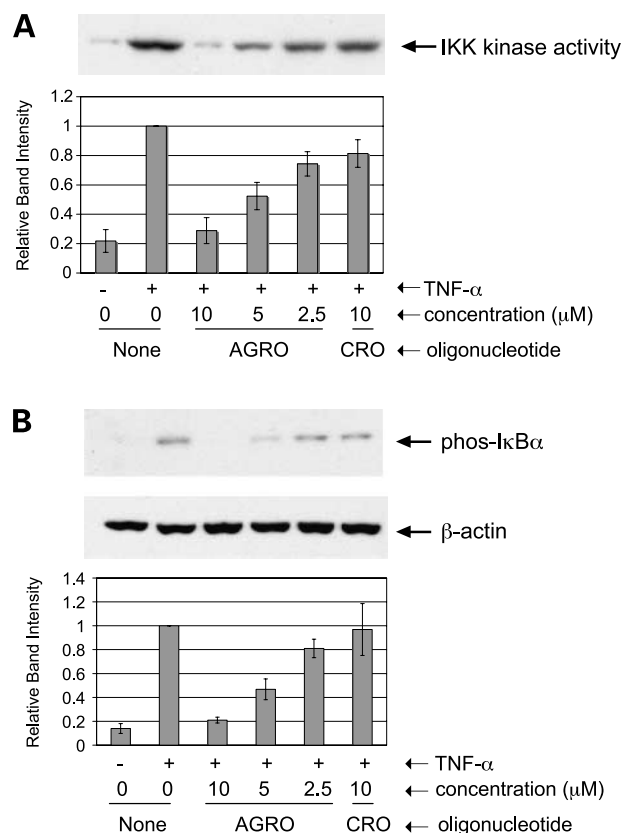 A
← IKK kinase activity
Relative Band Intensity
1.2
1
0.8
0.6
0.4
0.2
0
- + + + + + ← TNF-α
0 0 10 5 2.5 10 ← concentration (μM)
None AGRO CRO ← oligonucleotide
B
← phos-IκBα
← β-actin
Relative Band Intensity
1.4
1.2
1
0.8
0.6
0.4
0.2
0
- + + + + + ← TNF-α
0 0 10 5 2.5 10 ← concentration (μM)
None AGRO CRO ← oligonucleotide